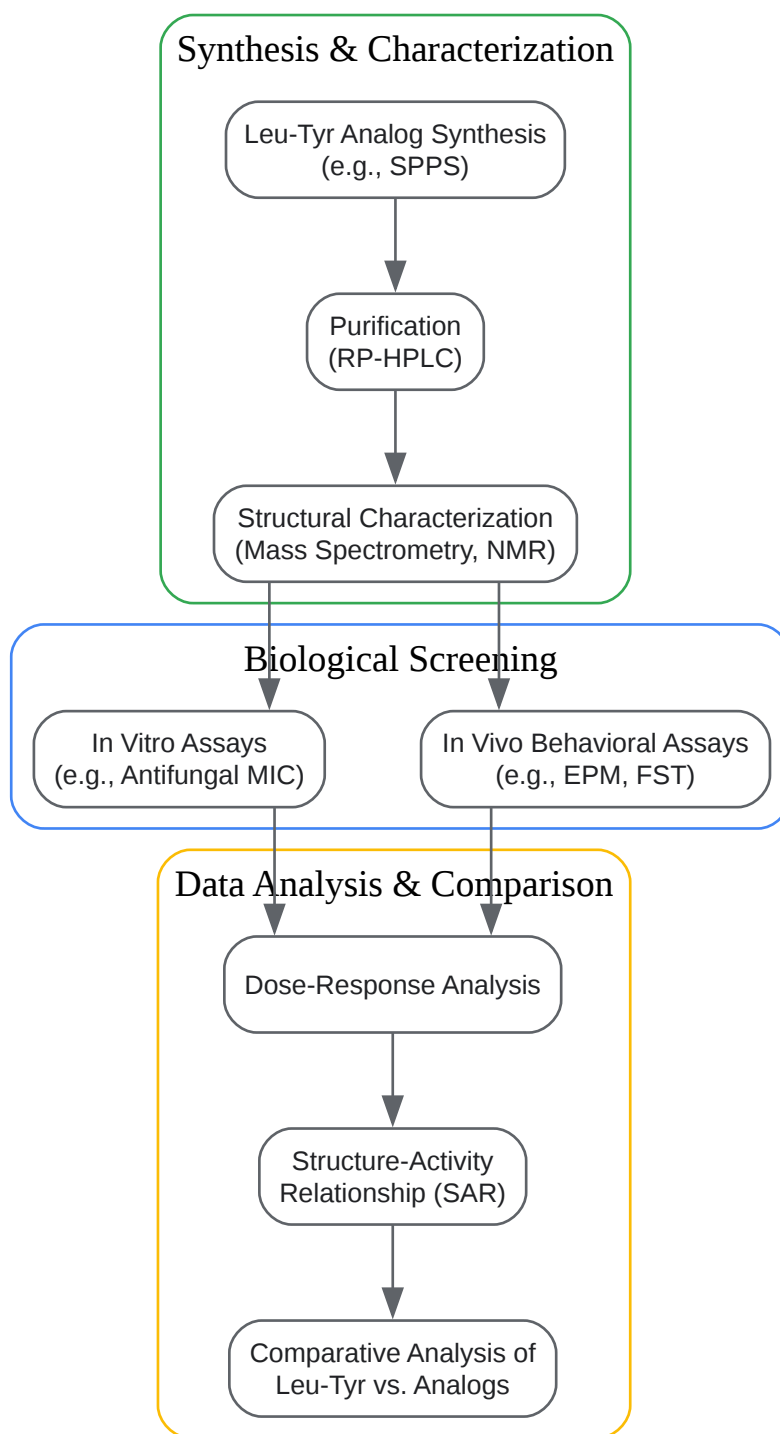 Synthesis & Characterization
Leu-Tyr Analog Synthesis
(e.g., SPPS)
Purification
(RP-HPLC)
Structural Characterization
(Mass Spectrometry, NMR)
Biological Screening
In Vitro Assays
(e.g., Antifungal MIC)
In Vivo Behavioral Assays
(e.g., EPM, FST)
Data Analysis & Comparison
Dose-Response Analysis
Structure-Activity
Relationship (SAR)
Comparative Analysis of
Leu-Tyr vs. Analogs